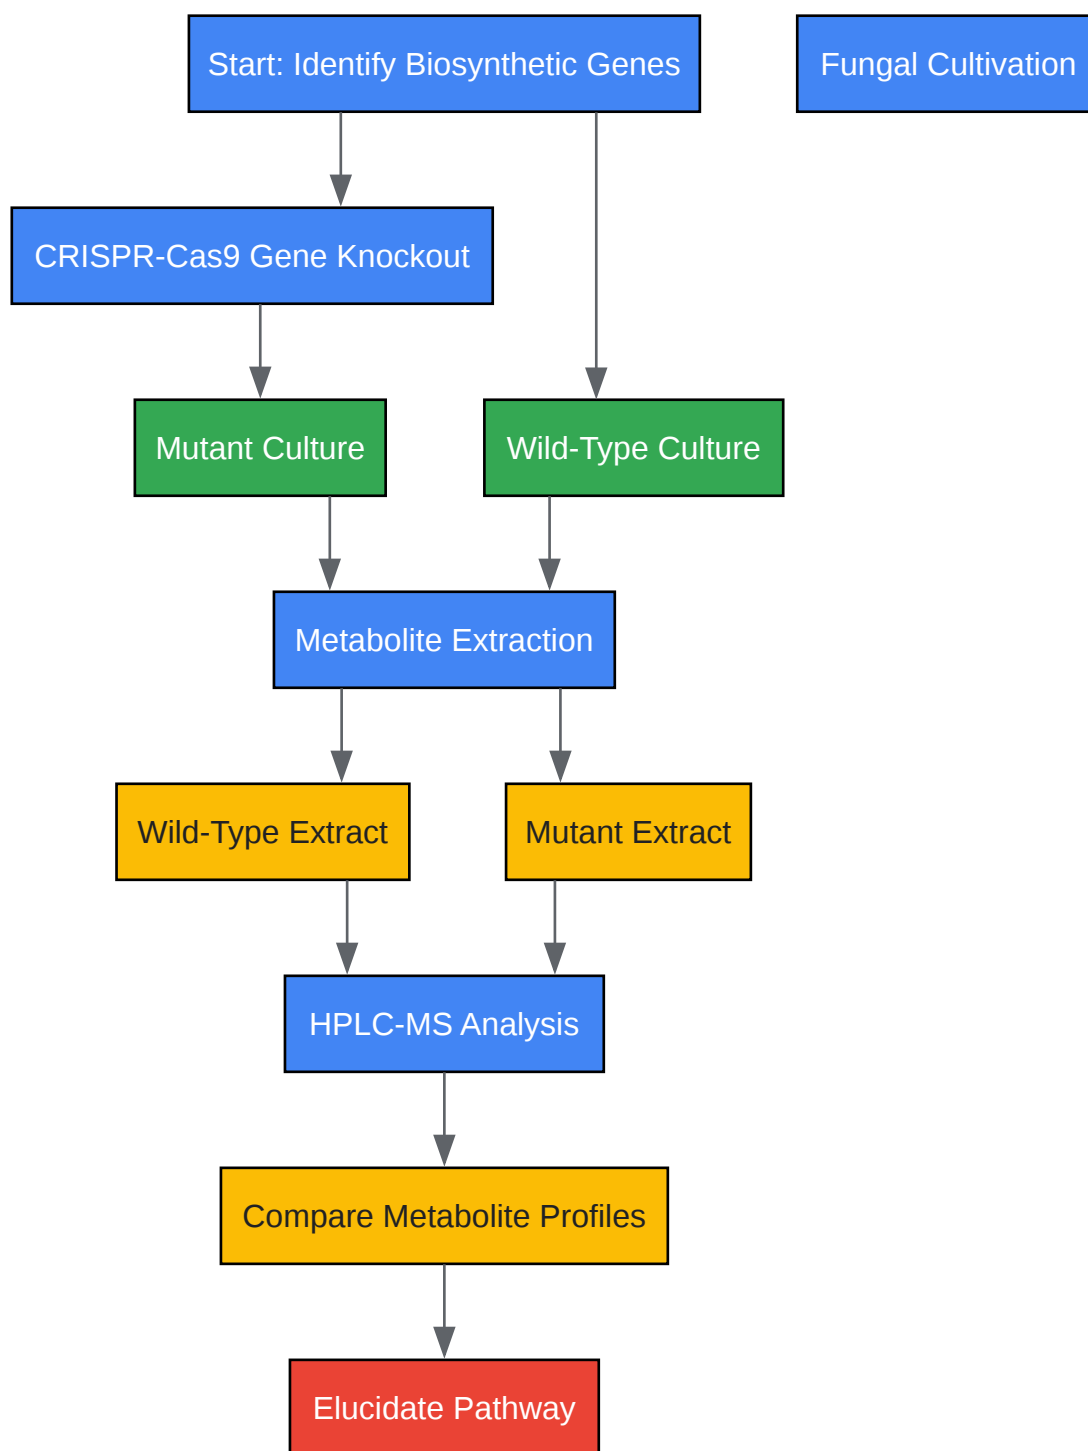 Start: Identify Biosynthetic Genes
Fungal Cultivation
CRISPR-Cas9 Gene Knockout
Mutant Culture
Wild-Type Culture
Metabolite Extraction
Wild-Type Extract
Mutant Extract
HPLC-MS Analysis
Compare Metabolite Profiles
Elucidate Pathway